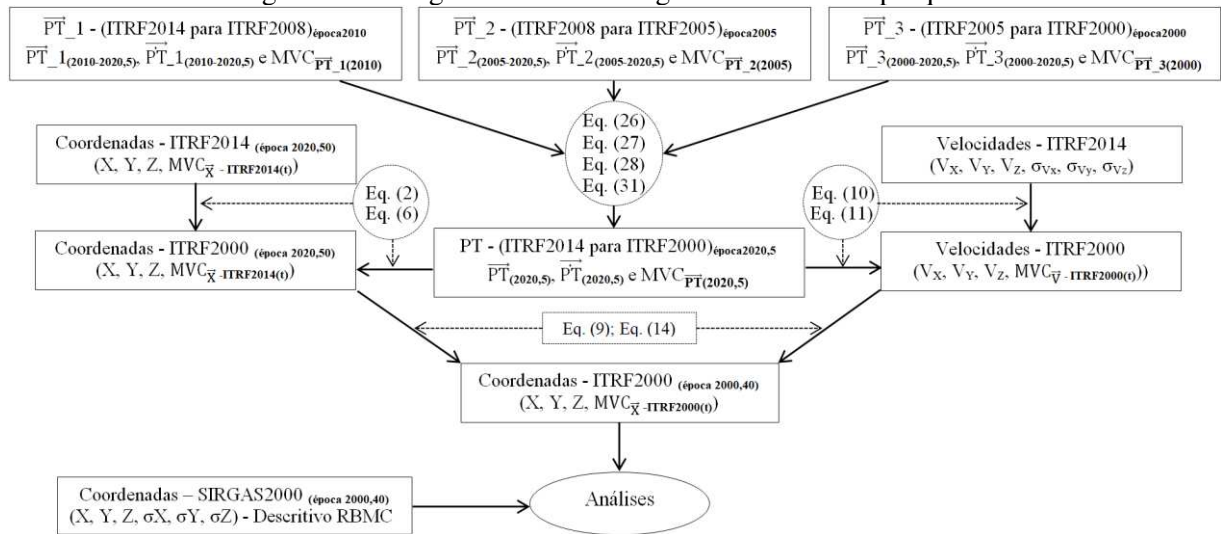 PT_1 - (ITRF2014 para ITRF2008)época2010
PT_1(2010-2020,5), PT_1(2010-2020,5) e MVCPT_1(2010)
PT_2 - (ITRF2008 para ITRF2005)época2005
PT_2(2005-2020,5), PT_2(2005-2020,5) e MVCPT_2(2005)
PT_3 - (ITRF2005 para ITRF2000)época2000
PT_3(2000-2020,5), PT_3(2000-2020,5) e MVCPT_3(2000)
Eq. (26)
Eq. (27)
Eq. (28)
Eq. (31)
Coordenadas - ITRF2014 (época 2020,50)
(X, Y, Z, MVCX - ITRF2014(t))
Velocidades - ITRF2014
(VX, VY, VZ, σVx, σVy, σVz)
Eq. (2)
Eq. (6)
Eq. (10)
Eq. (11)
Coordenadas - ITRF2000 (época 2020,50)
(X, Y, Z, MVCX - ITRF2014(t))
PT - (ITRF2014 para ITRF2000)época2020,5
PT(2020,5), PT(2020,5) e MVCPT(2020,5)
Velocidades - ITRF2000
(VX, VY, VZ, MVCV - ITRF2000(t)))
Eq. (9); Eq. (14)
Coordenadas - ITRF2000 (época 2000,40)
(X, Y, Z, MVCX - ITRF2000(t))
Coordenadas – SIRGAS2000 (época 2000,40)
(X, Y, Z, σX, σY, σZ) - Descritivo RBMC
Análises